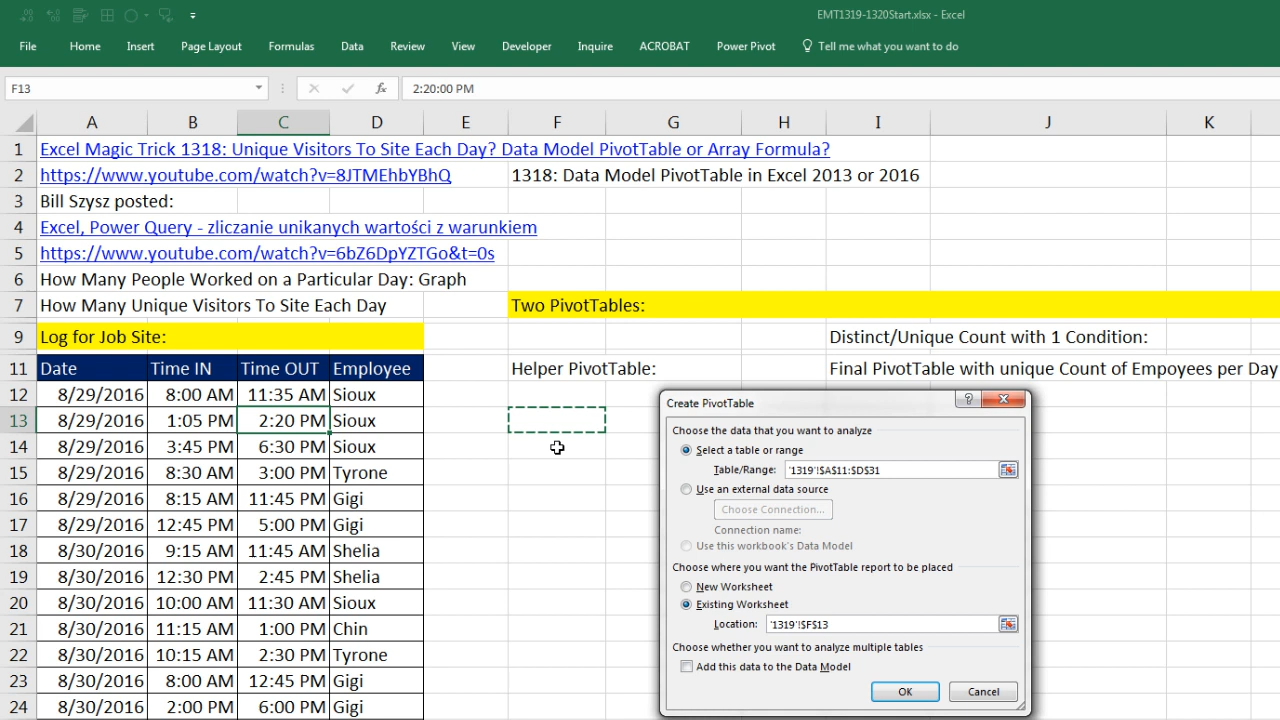 EMT1319-1320Start.xlsx - Excel
File Home Insert Page Layout Formulas Data Review View Developer Inquire ACROBAT Power Pivot Tell me what you want to do
F13 fx 2:20:00 PM
A B C D E F G H I J K
1 Excel Magic Trick 1318: Unique Visitors To Site Each Day? Data Model PivotTable or Array Formula?
2 https://www.youtube.com/watch?v=8JTMEhbYBhQ 1318: Data Model PivotTable in Excel 2013 or 2016
3 Bill Szysz posted:
4 Excel, Power Query - zliczanie unikanych wartości z warunkiem
5 https://www.youtube.com/watch?v=6bZ6DpYZTGo&t=0s
6 How Many People Worked on a Particular Day: Graph
7 How Many Unique Visitors To Site Each Day Two PivotTables:
9 Log for Job Site: Distinct/Unique Count with 1 Condition:
11 Date Time IN Time OUT Employee Helper PivotTable: Final PivotTable with unique Count of Empoyees per Day
12 8/29/2016 8:00 AM 11:35 AM Sioux
13 8/29/2016 1:05 PM 2:20 PM Sioux
14 8/29/2016 3:45 PM 6:30 PM Sioux
15 8/29/2016 8:30 AM 3:00 PM Tyrone
16 8/29/2016 8:15 AM 11:45 PM Gigi
17 8/29/2016 12:45 PM 5:00 PM Gigi
18 8/30/2016 9:15 AM 11:45 AM Shelia
19 8/30/2016 12:30 PM 2:45 PM Shelia
20 8/30/2016 10:00 AM 11:30 AM Sioux
21 8/30/2016 11:15 AM 1:00 PM Chin
22 8/30/2016 10:15 AM 2:30 PM Tyrone
23 8/30/2016 8:00 AM 12:45 PM Gigi
24 8/30/2016 2:00 PM 6:00 PM Gigi
Create PivotTable ?
Choose the data that you want to analyze
Select a table or range
Table/Range: '1319'!$A$11:$D$31
Use an external data source
Choose Connection...
Connection name:
Use this workbook's Data Model
Choose where you want the PivotTable report to be placed
New Worksheet
Existing Worksheet
Location: '1319'!$F$13
Choose whether you want to analyze multiple tables
Add this data to the Data Model
OK Cancel